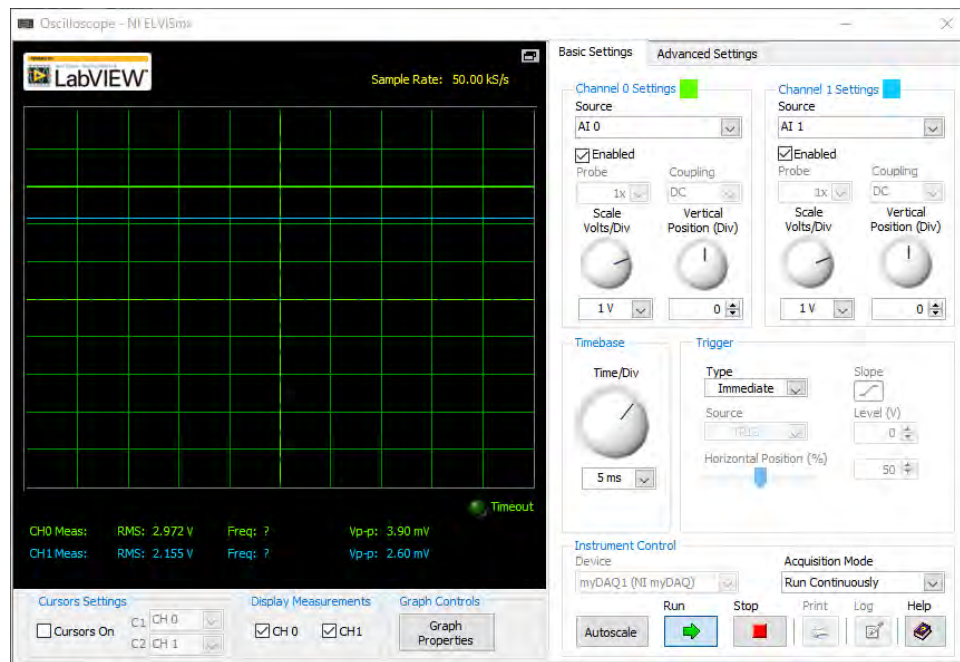 Oscilloscope - NI ELVISmx
LabVIEW
Sample Rate: 50.00 kS/s
Timeout
CH0 Meas: RMS: 2.972 V Freq: ? Vp-p: 3.90 mV
CH1 Meas: RMS: 2.155 V Freq: ? Vp-p: 2.60 mV
Basic Settings Advanced Settings
Channel 0 Settings
Source
AI 0
Enabled
Probe Coupling
1x DC
Scale Vertical
Volts/Div Position (Div)
1 V 0
Channel 1 Settings
Source
AI 1
Enabled
Probe Coupling
1x DC
Scale Vertical
Volts/Div Position (Div)
1 V 0
Timebase
Time/Div
5 ms
Trigger
Type Slope
Immediate
Source Level (V)
0
Horizontal Position (%)
50
Cursors Settings
Cursors On
C1 CH 0
C2 CH 1
Display Measurements
CH 0 CH1
Graph Controls
Graph
Properties
Instrument Control
Device Acquisition Mode
myDAQ1 (NI myDAQ) Run Continuously
Run Stop Print Log Help
Autoscale